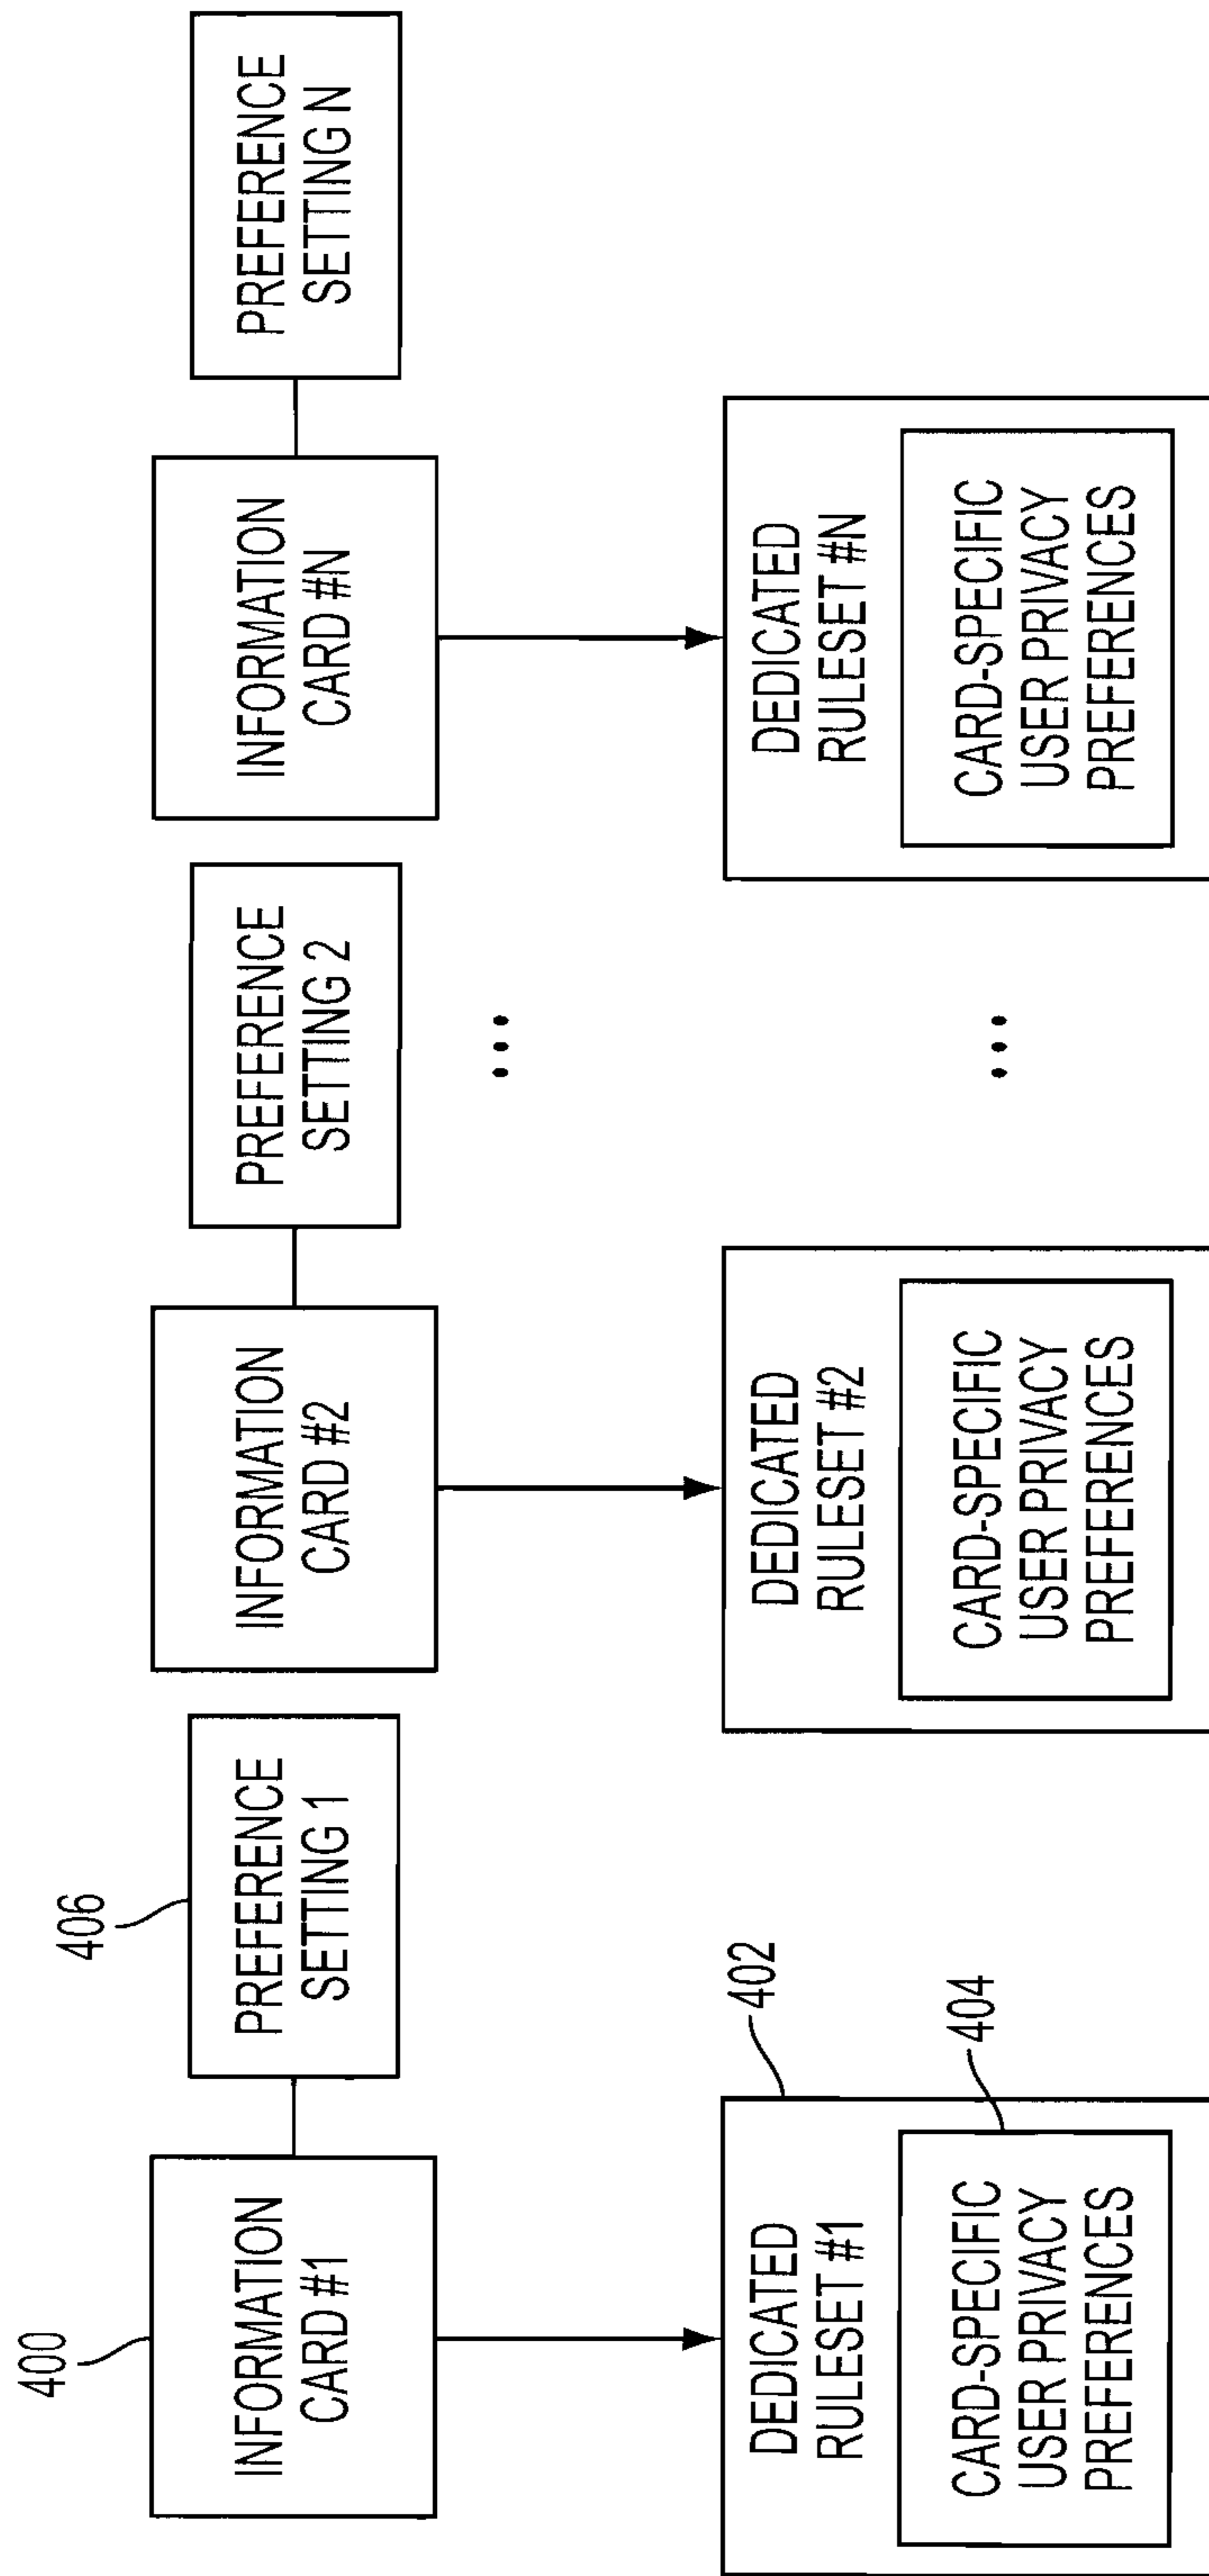 400
INFORMATION
CARD #1
406
PREFERENCE
SETTING 1
INFORMATION
CARD #2
PREFERENCE
SETTING 2
INFORMATION
CARD #N
PREFERENCE
SETTING N
•••
402
DEDICATED
RULESET #1
404
CARD-SPECIFIC
USER PRIVACY
PREFERENCES
DEDICATED
RULESET #2
CARD-SPECIFIC
USER PRIVACY
PREFERENCES
•••
DEDICATED
RULESET #N
CARD-SPECIFIC
USER PRIVACY
PREFERENCES